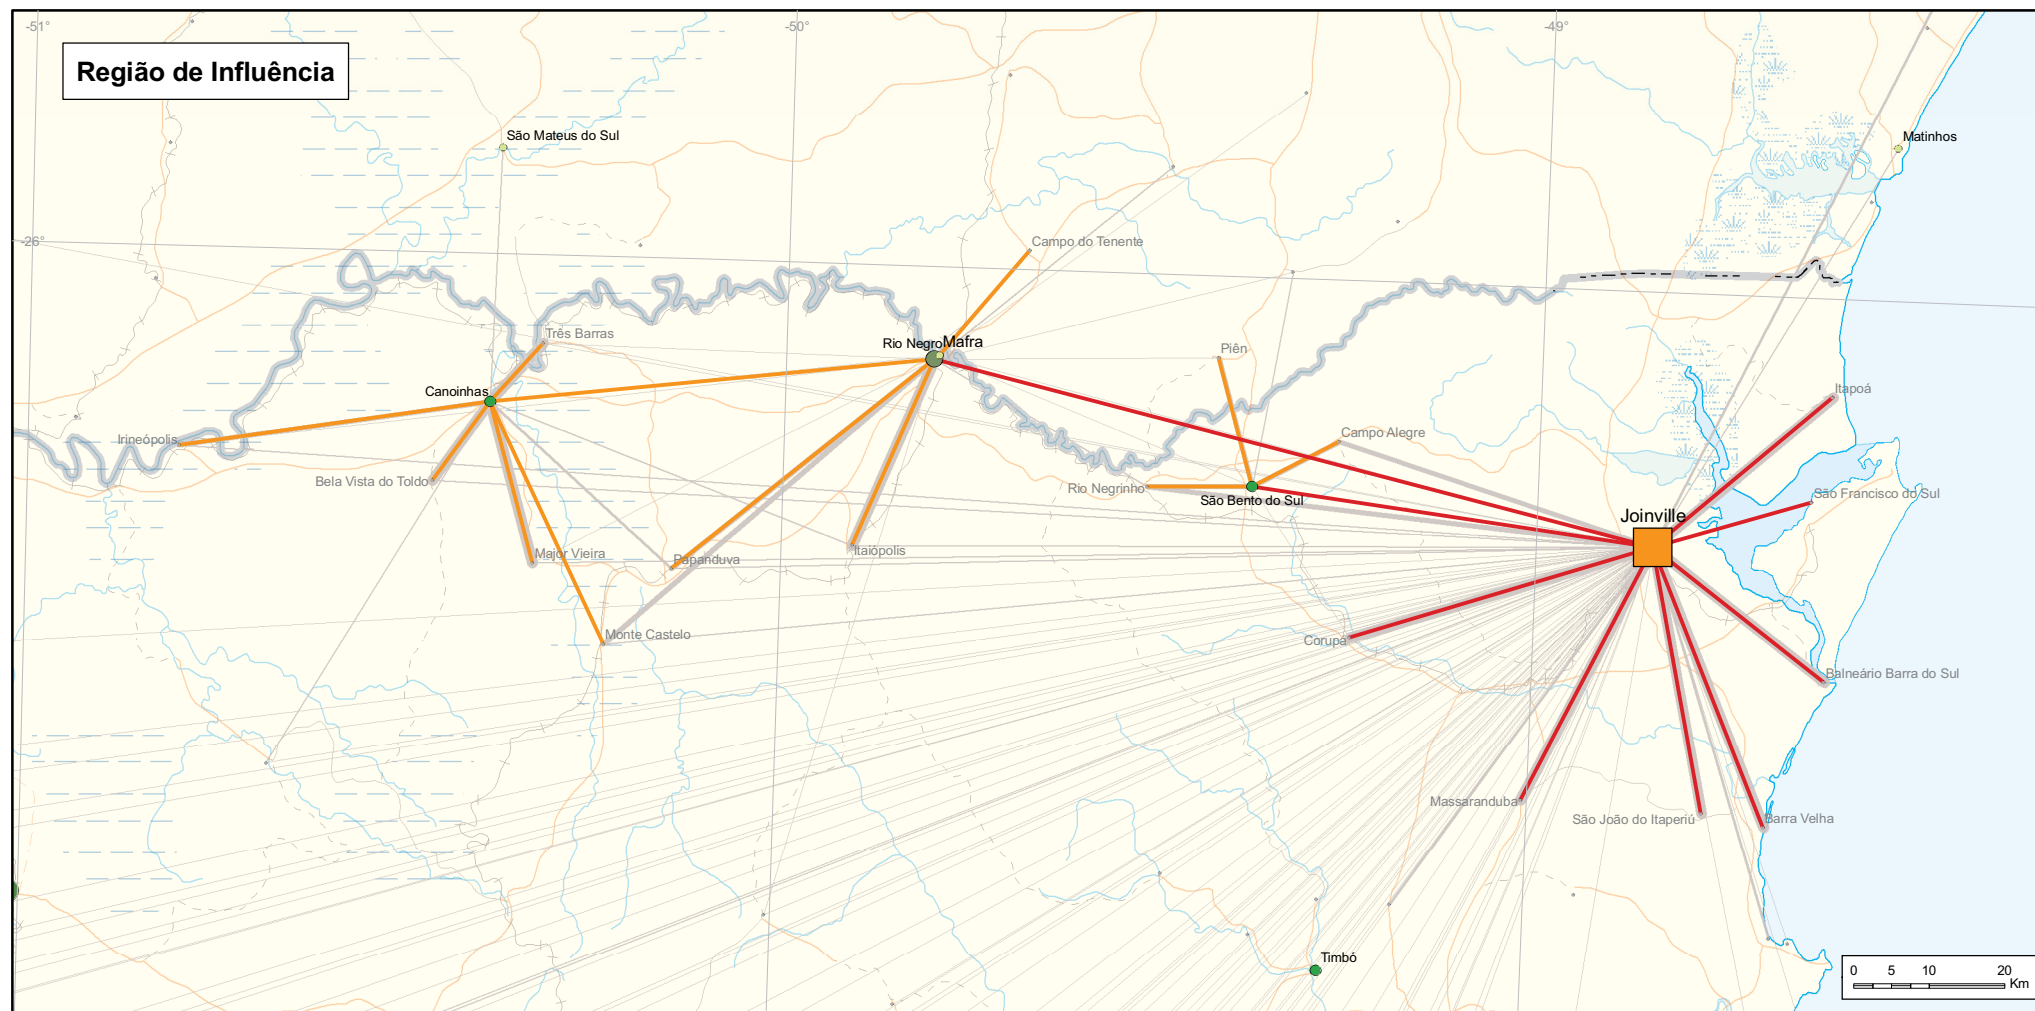 -51°
-50°
-49°
Região de Influência
São Mateus do Sul
Matinhos
-26°
Campo do Tenente
Três Barras
Rio Negro
Mafra
Piên
Canoinhas
Itapoá
Irineópolis
Campo Alegre
Bela Vista do Toldo
Rio Negrinho
São Bento do Sul
São Francisco do Sul
Joinville
Major Vieira
Papanduva
Itaiópolis
Monte Castelo
Corupá
Balneário Barra do Sul
Massaranduba
São João do Itaperiú
Barra Velha
Timbó
0 5 10 20
Km